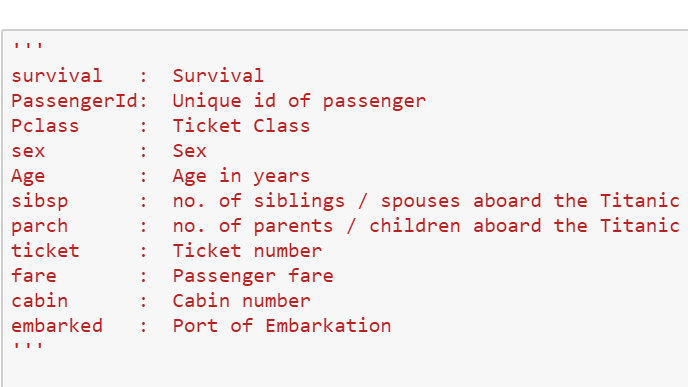 '''
survival   :  Survival
PassengerId:  Unique id of passenger
Pclass     :  Ticket Class
sex        :  Sex
Age        :  Age in years
sibsp      :  no. of siblings / spouses aboard the Titanic
parch      :  no. of parents / children aboard the Titanic
ticket     :  Ticket number
fare       :  Passenger fare
cabin      :  Cabin number
embarked   :  Port of Embarkation
'''